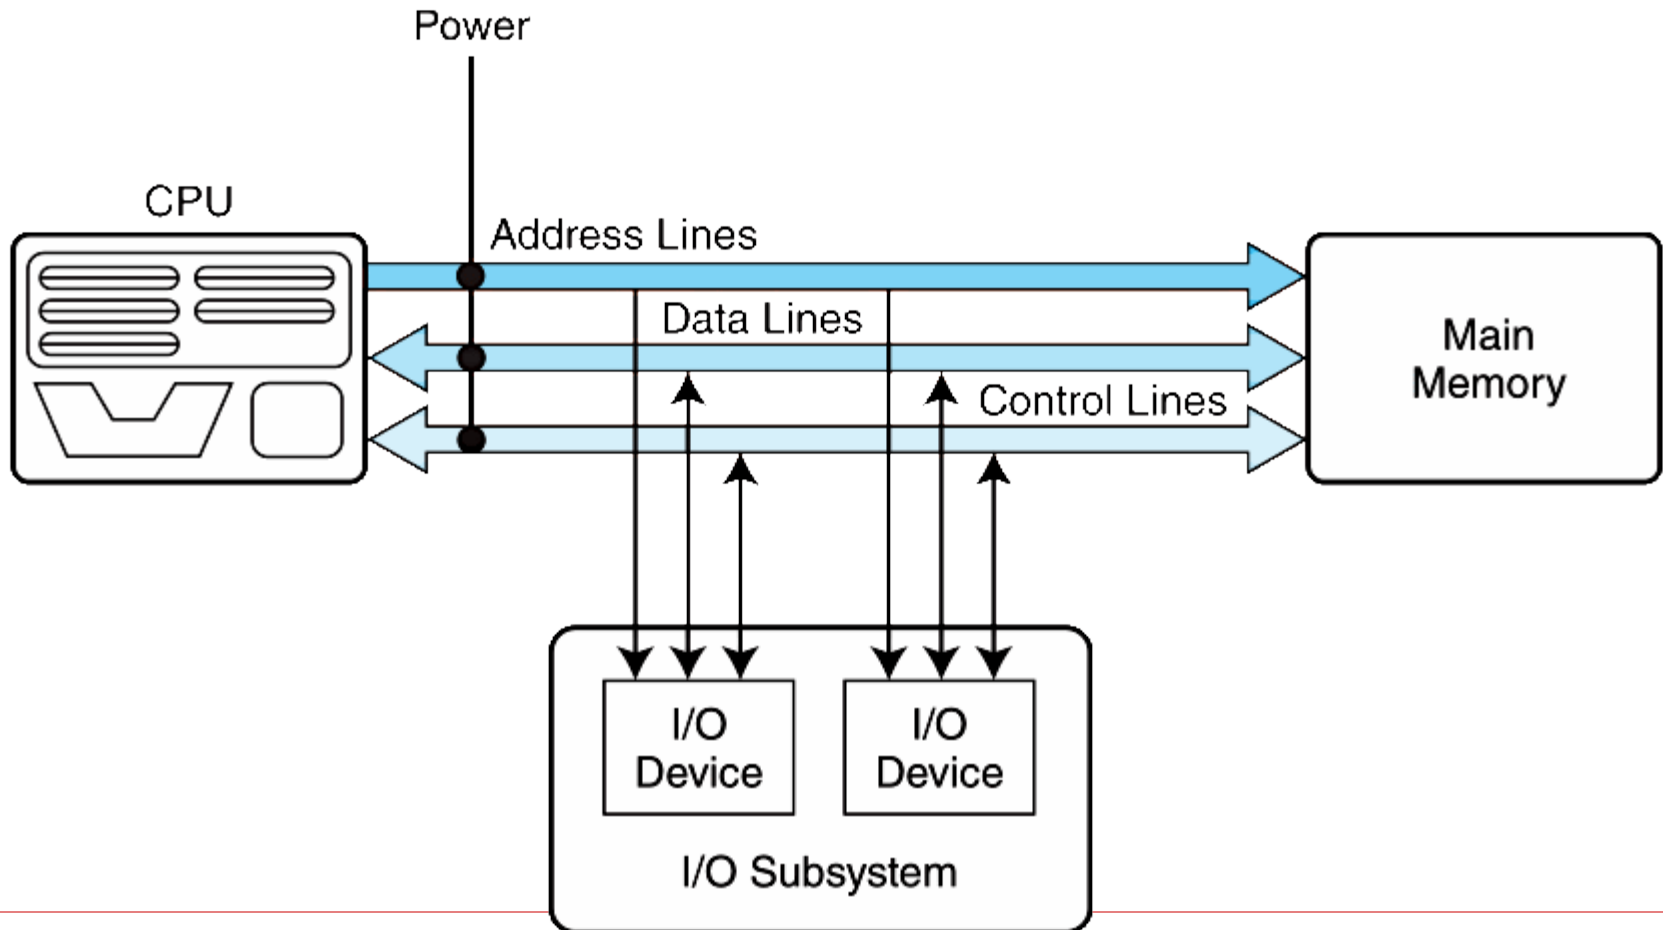 Power
CPU
Address Lines
Data Lines
Control Lines
Main
Memory
I/O
Device
I/O
Device
I/O Subsystem